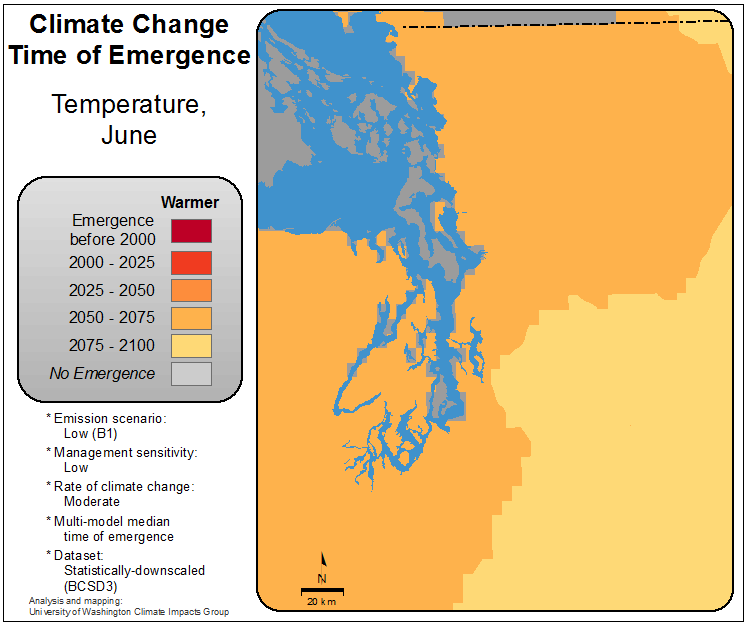 Climate Change
Time of Emergence
Temperature,
June
Warmer
Emergence
before 2000
2000 - 2025
2025 - 2050
2050 - 2075
2075 - 2100
No Emergence
* Emission scenario:
Low (B1)
* Management sensitivity:
Low
* Rate of climate change:
Moderate
* Multi-model median
time of emergence
* Dataset:
Statistically-downscaled
(BCSD3)
Analysis and mapping:
University of Washington Climate Impacts Group
N
20 km